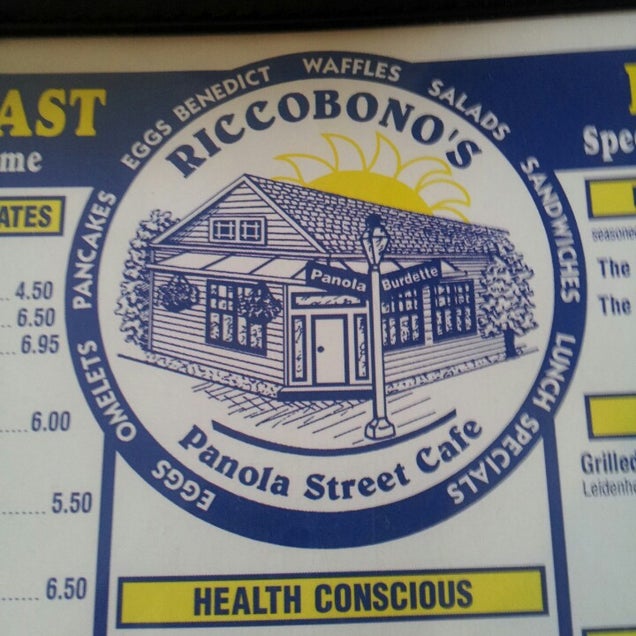 AST
me
ATES
4.50
6.50
6.95
6.00
5.50
6.50
EGGS OMELETS PANCAKES EGGS BENEDICT WAFFLES SALADS SANDWICHES LUNCH SPECIALS
RICCOBONO'S
Panola Burdette
Panola Street Cafe
HEALTH CONSCIOUS
Spe
seasone
The
The
Grilled
Leidenhe